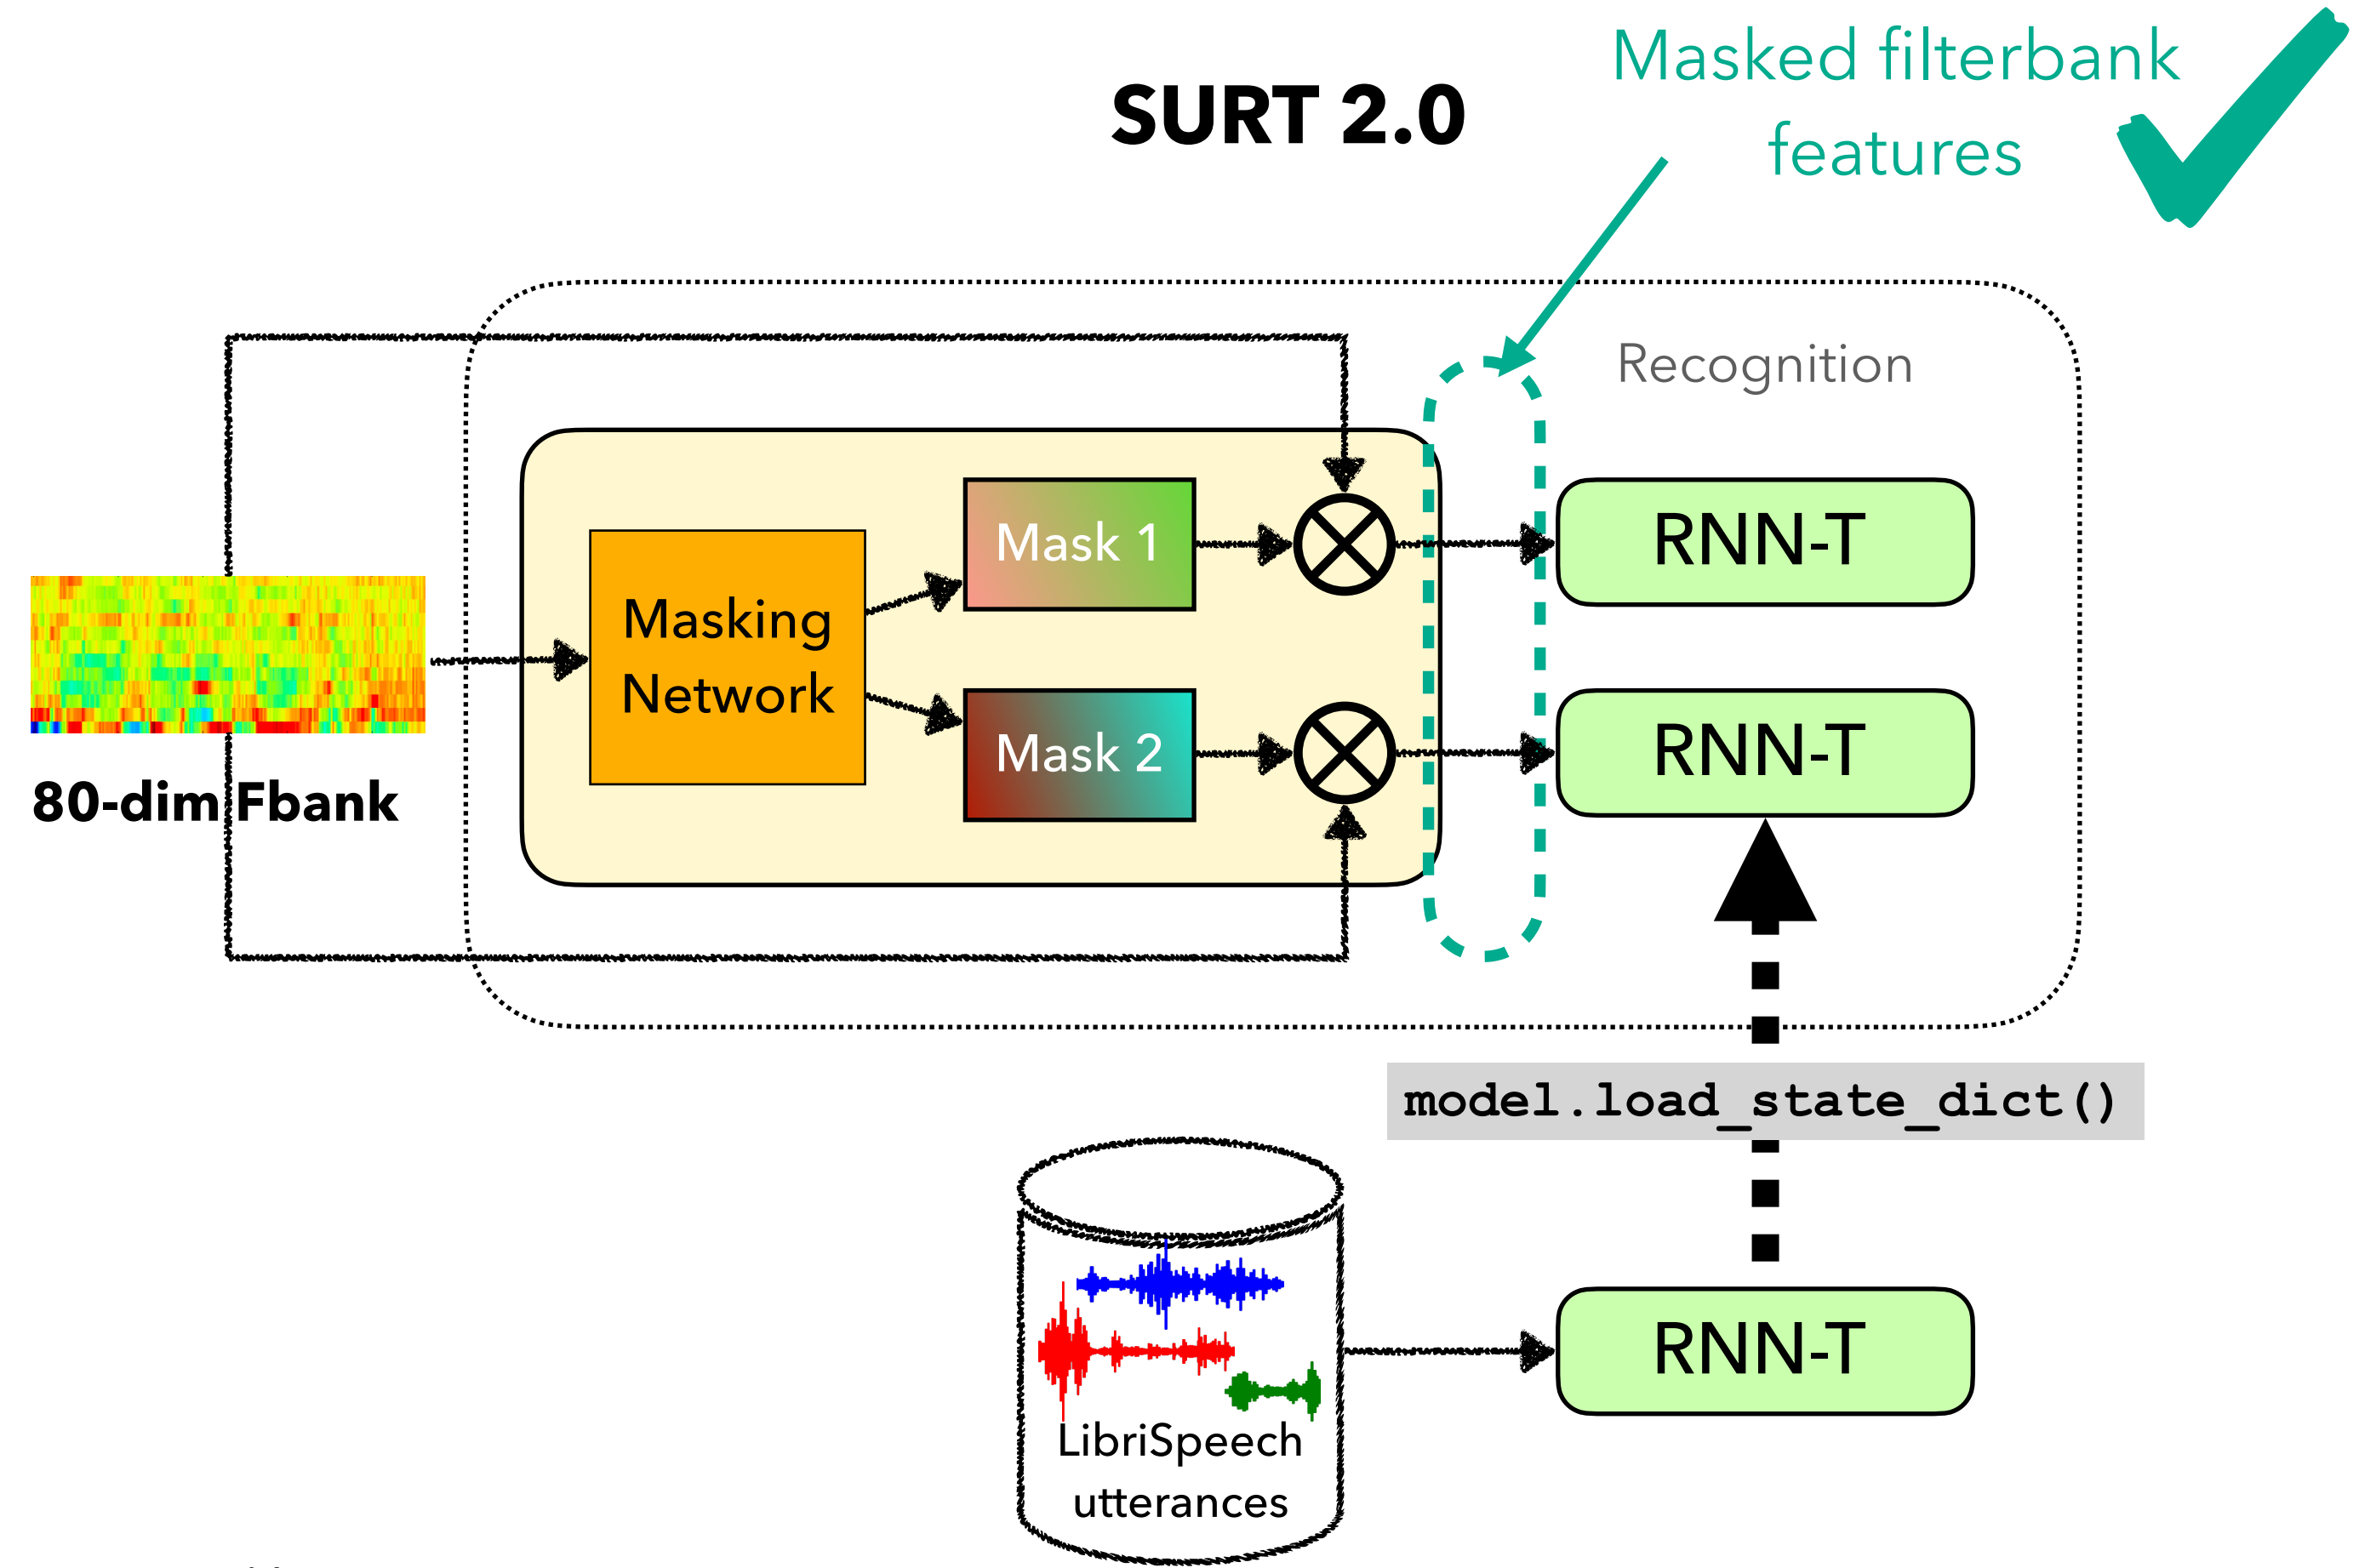 SURT 2.0
Masked filterbank
features
Recognition
Mask 1
RNN-T
Masking
Network
Mask 2
RNN-T
80-dim Fbank
model.load_state_dict()
LibriSpeech
utterances
RNN-T